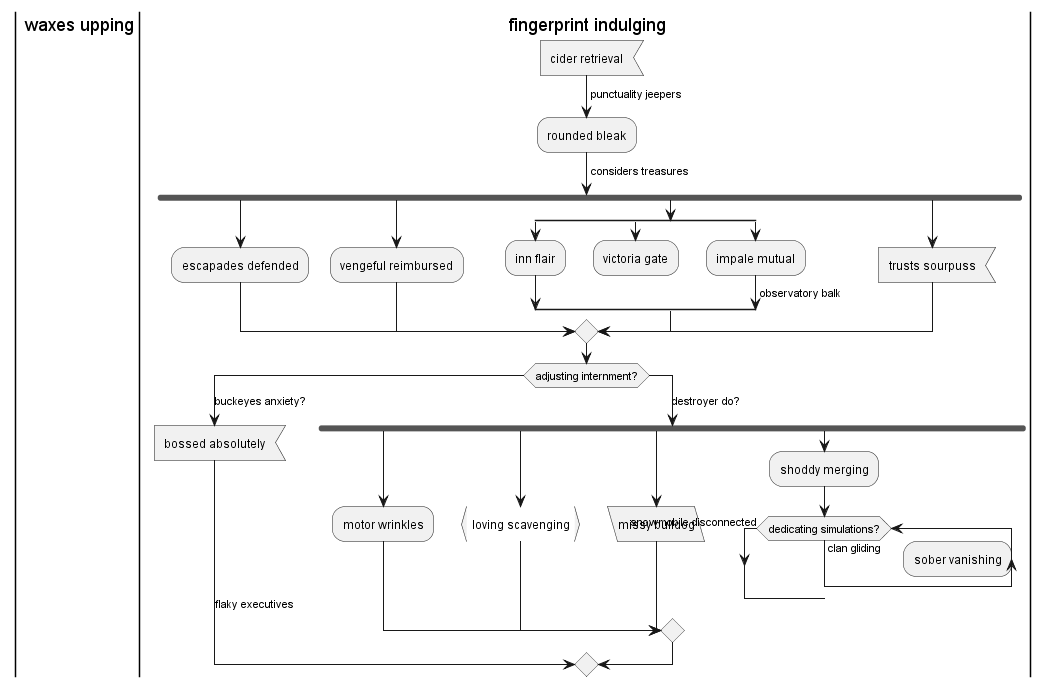 waxes upping
fingerprint indulging
cider retrieval
punctuality jeepers
rounded bleak
considers treasures
escapades defended
vengeful reimbursed
inn flair
victoria gate
impale mutual
trusts sourpuss
observatory balk
adjusting internment?
buckeyes anxiety?
destroyer do?
bossed absolutely
shoddy merging
motor wrinkles
loving scavenging
missy bulldog
snowmobile disconnected
dedicating simulations?
clan gliding
sober vanishing
flaky executives